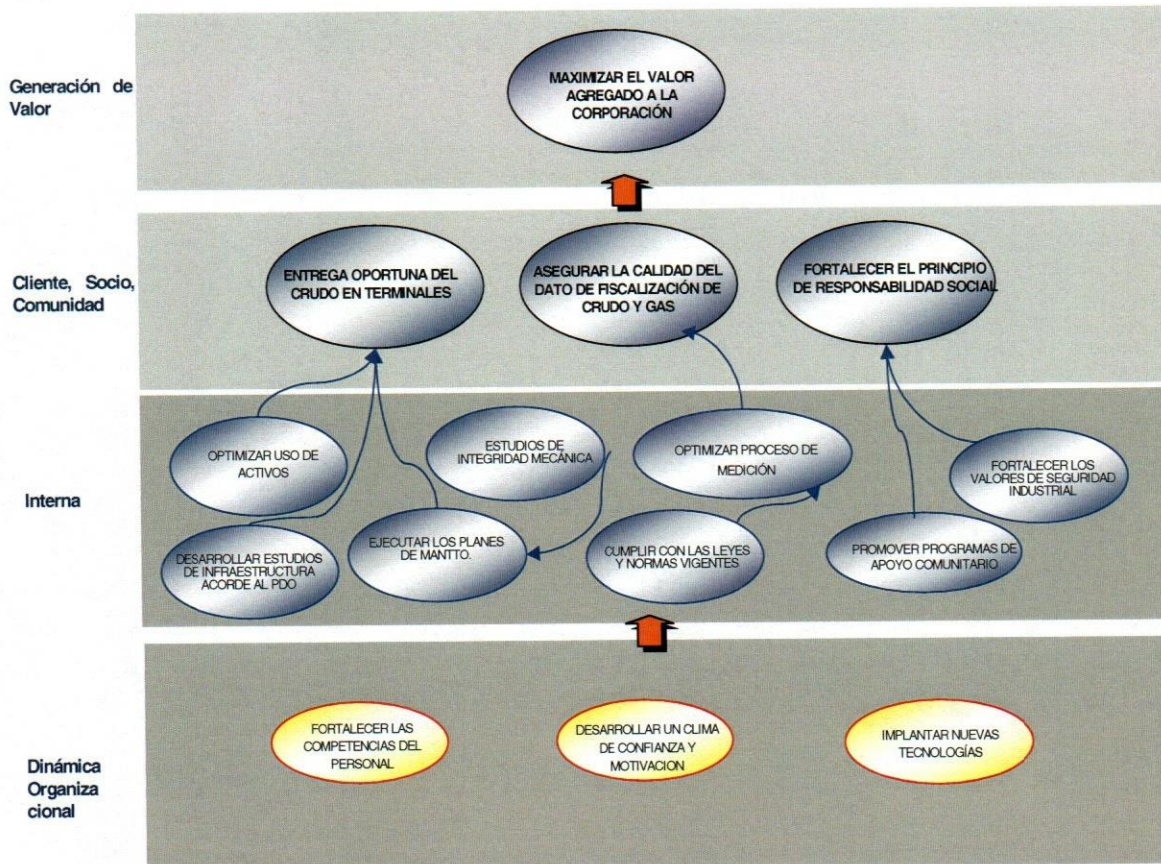 Generación de
Valor
MAXIMIZAR EL VALOR
AGREGADO A LA
CORPORACIÓN
Cliente, Socio,
Comunidad
ENTREGA OPORTUNA DEL
CRUDO EN TERMINALES
ASEGURAR LA CALIDAD DEL
DATO DE FISCALIZACIÓN DE
CRUDO Y GAS
FORTALECER EL PRINCIPIO
DE RESPONSABILIDAD SOCIAL
Interna
OPTIMIZAR USO DE
ACTIVOS
ESTUDIOS DE
INTEGRIDAD MECÁNICA
OPTIMIZAR PROCESO DE
MEDICIÓN
FORTALECER LOS
VALORES DE SEGURIDAD
INDUSTRIAL
DESARROLLAR ESTUDIOS
DE INFRAESTRUCTURA
ACORDE AL PDO
EJECUTAR LOS PLANES
DE MANTTO.
CUMPLIR CON LAS LEYES
Y NORMAS VIGENTES
PROMOVER PROGRAMAS DE
APOYO COMUNITARIO
Dinámica
Organiza
cional
FORTALECER LAS
COMPETENCIAS DEL
PERSONAL
DESARROLLAR UN CLIMA
DE CONFIANZA Y
MOTIVACION
IMPLANTAR NUEVAS
TECNOLOGÍAS